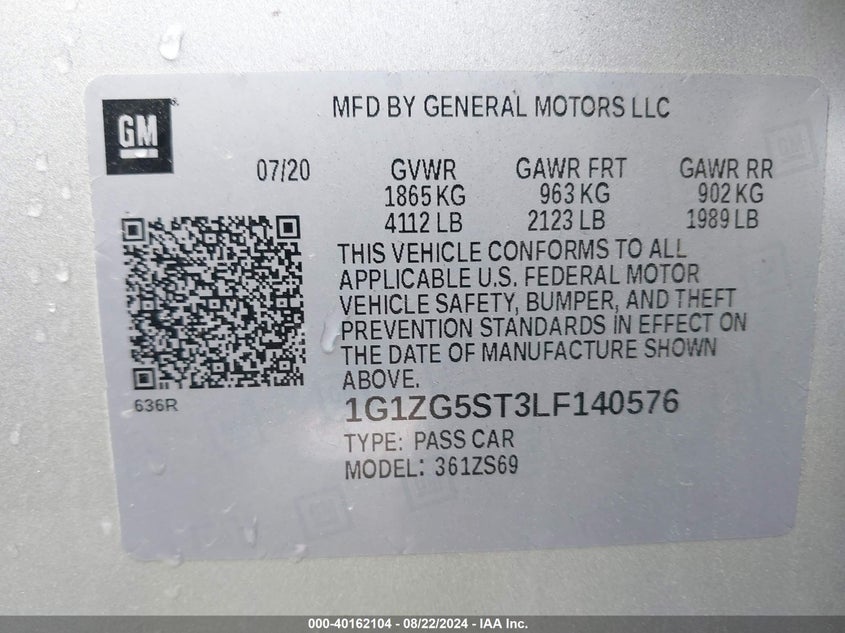 MFD BY GENERAL MOTORS LLC
GM
07/20 GVWR GAWR FRT GAWR RR
1865 KG 963 KG 902 KG
4112 LB 2123 LB 1989 LB
THIS VEHICLE CONFORMS TO ALL
APPLICABLE U.S. FEDERAL MOTOR
VEHICLE SAFETY, BUMPER, AND THEFT
PREVENTION STANDARDS IN EFFECT ON
THE DATE OF MANUFACTURE SHOWN
ABOVE.
636R
1G1ZG5ST3LF140576
TYPE: PASS CAR
MODEL: 361ZS69
000-40162104 - 08/22/2024 - IAA Inc.